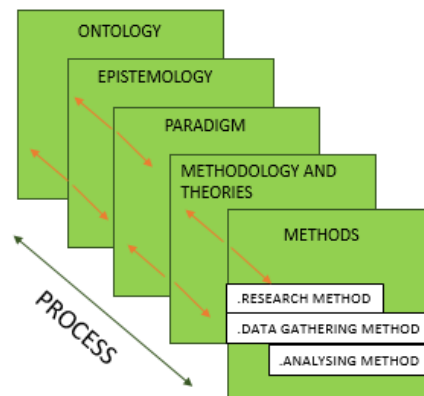 ONTOLOGY
EPISTEMOLOGY
PARADIGM
METHODOLOGY AND
THEORIES
METHODS
.RESEARCH METHOD
.DATA GATHERING METHOD
.ANALYSING METHOD
PROCESS